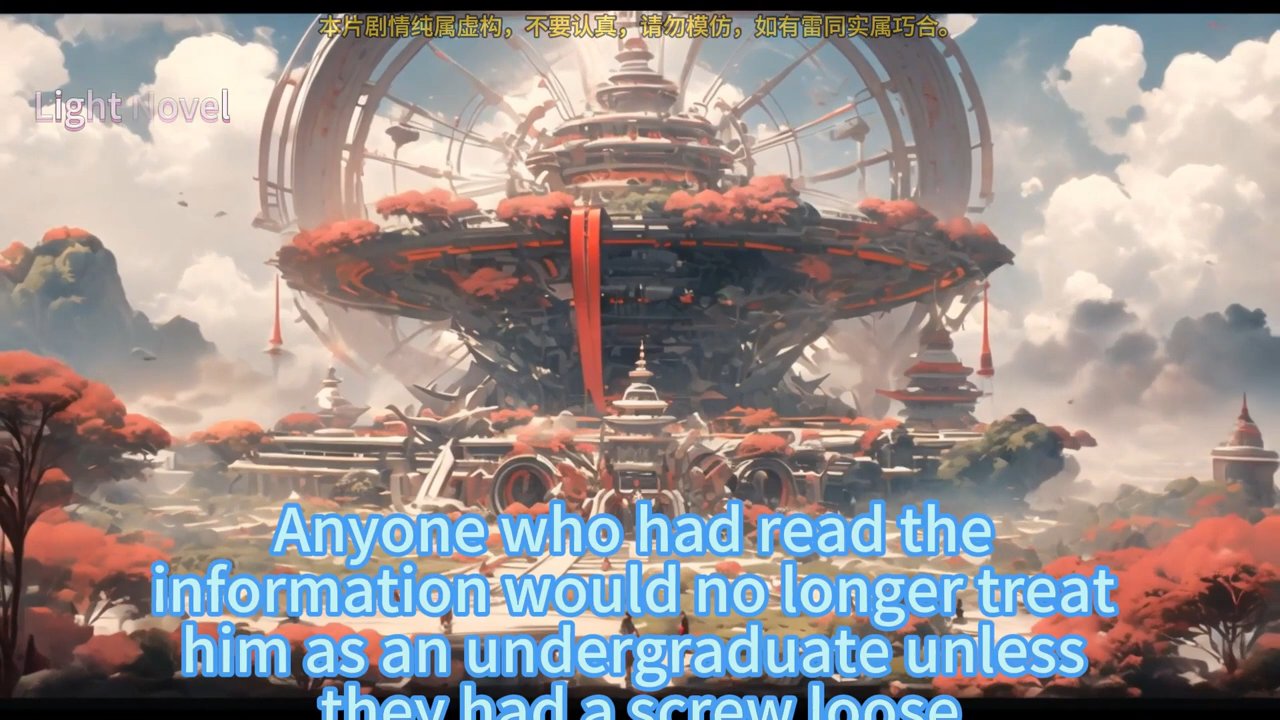 本片剧情纯属虚构，不要认真，请勿模仿，如有雷同实属巧合。
Light Novel
Anyone who had read the
information would no longer treat
him as an undergraduate unless
they had a screw loose